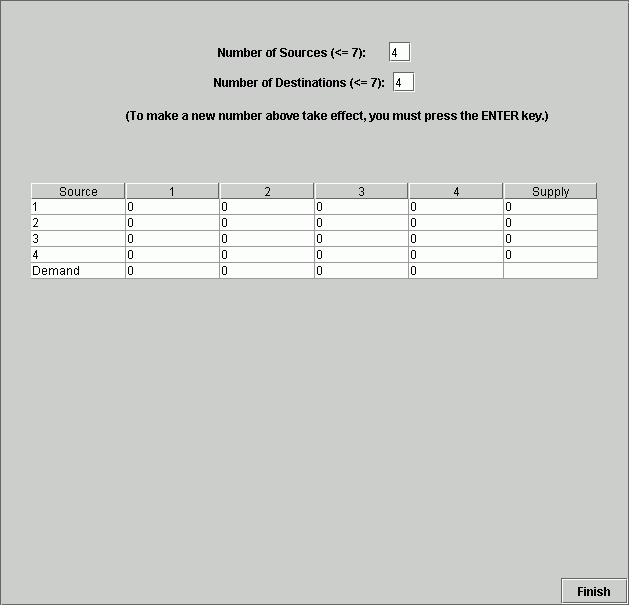 Number of Sources (<= 7): 4
Number of Destinations (<= 7): 4
(To make a new number above take effect, you must press the ENTER key.)
Source 1 2 3 4 Supply
1 0 0 0 0 0
2 0 0 0 0 0
3 0 0 0 0 0
4 0 0 0 0 0
Demand 0 0 0 0
Finish